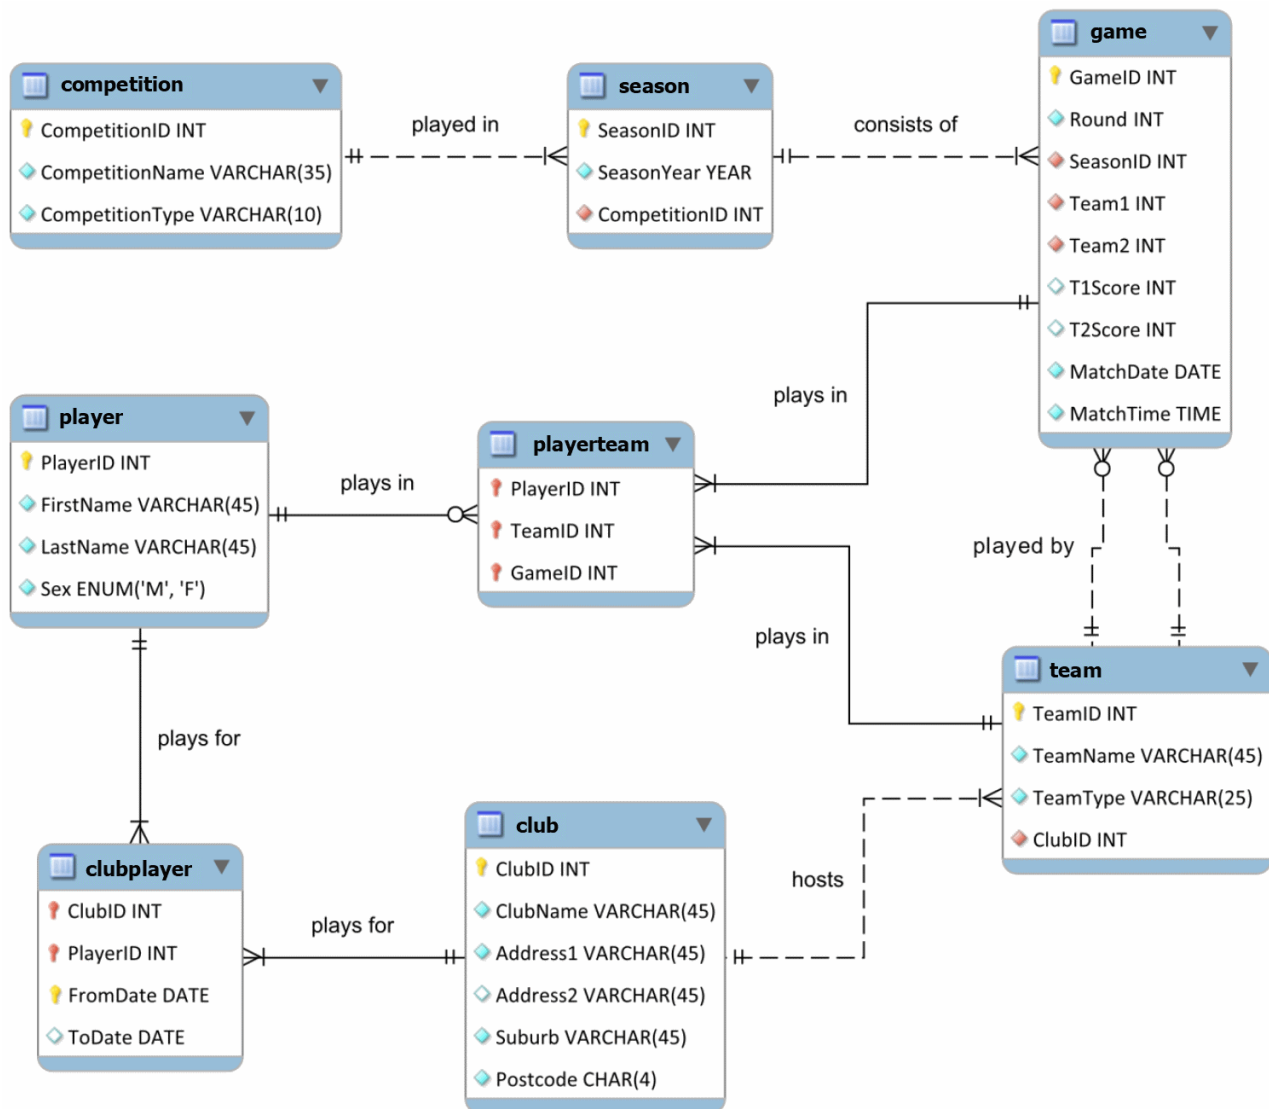 game
GameID INT
Round INT
SeasonID INT
Team1 INT
Team2 INT
T1Score INT
T2Score INT
MatchDate DATE
MatchTime TIME
competition
CompetitionID INT
CompetitionName VARCHAR(35)
CompetitionType VARCHAR(10)
played in
season
SeasonID INT
SeasonYear YEAR
CompetitionID INT
consists of
plays in
player
PlayerID INT
FirstName VARCHAR(45)
LastName VARCHAR(45)
Sex ENUM('M', 'F')
plays in
playerteam
PlayerID INT
TeamID INT
GameID INT
played by
plays in
team
TeamID INT
TeamName VARCHAR(45)
TeamType VARCHAR(25)
ClubID INT
plays for
clubplayer
ClubID INT
PlayerID INT
FromDate DATE
ToDate DATE
plays for
club
ClubID INT
ClubName VARCHAR(45)
Address1 VARCHAR(45)
Address2 VARCHAR(45)
Suburb VARCHAR(45)
Postcode CHAR(4)
hosts